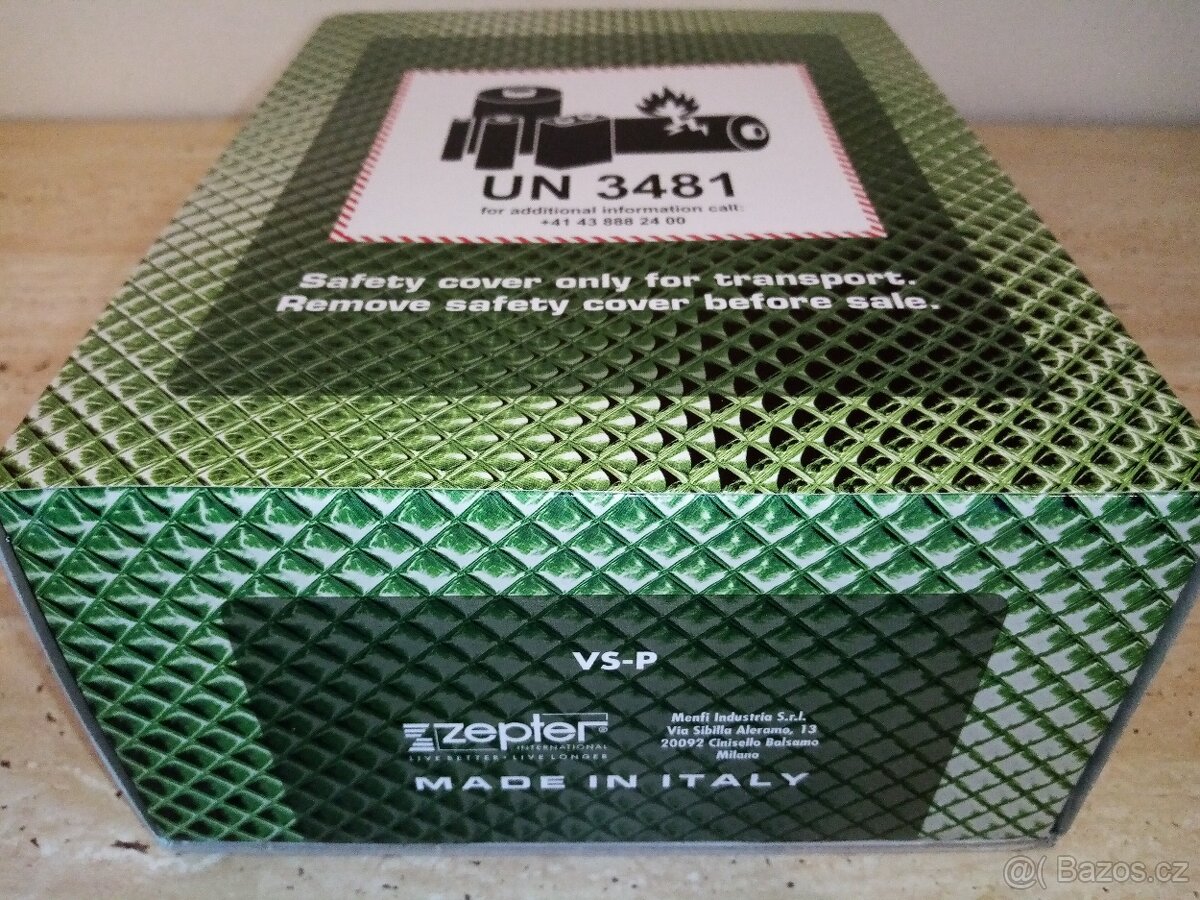 UN 3481
for additional information call:
+41 43 888 24 00
Safety cover only for transport.
Remove safety cover before sale.
VS-P
zepter®
INTERNATIONAL
LIVE BETTER • LIVE LONGER
Menfi Industria S.r.l.
Via Sibilla Aleramo, 13
20092 Cinisello Balsamo
Milano
MADE IN ITALY
@( Bazos.cz